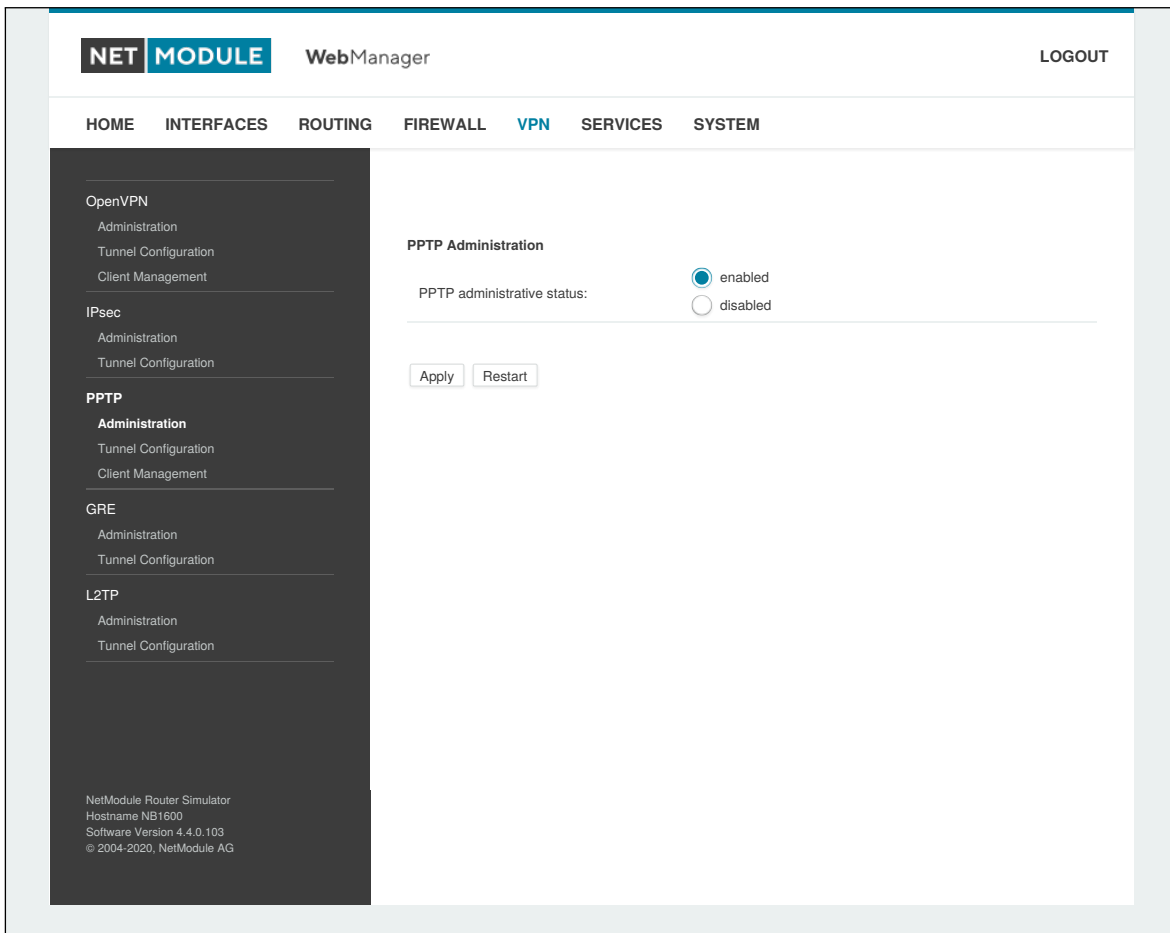 NET MODULE WebManager LOGOUT
HOME INTERFACES ROUTING FIREWALL VPN SERVICES SYSTEM
OpenVPN
Administration
Tunnel Configuration
Client Management
IPsec
Administration
Tunnel Configuration
PPTP
Administration
Tunnel Configuration
Client Management
GRE
Administration
Tunnel Configuration
L2TP
Administration
Tunnel Configuration
NetModule Router Simulator
Hostname NB1600
Software Version 4.4.0.103
© 2004-2020, NetModule AG
PPTP Administration
PPTP administrative status:
enabled
disabled
Apply Restart